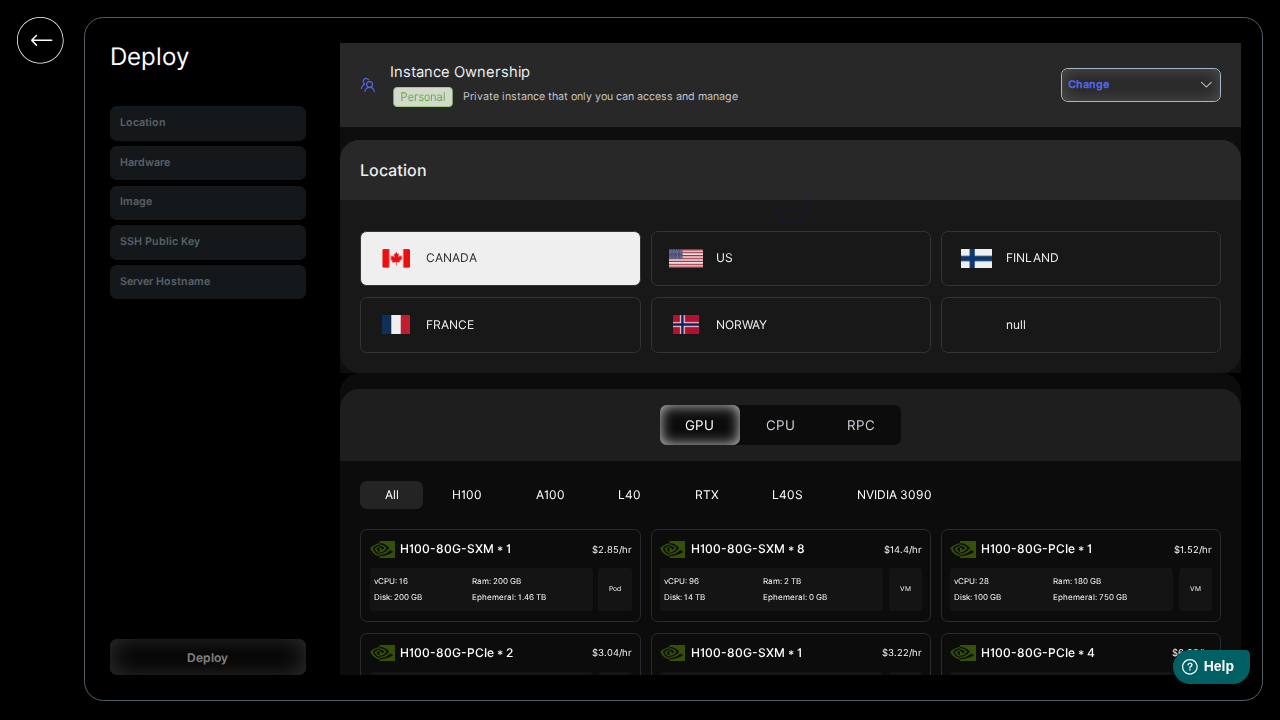 Deploy
Location
Hardware
Image
SSH Public Key
Server Hostname
Deploy
Instance Ownership
Personal Private instance that only you can access and manage
Change
Location
CANADA US FINLAND
FRANCE NORWAY null
GPU CPU RPC
All H100 A100 L40 RTX L40S NVIDIA 3090
H100-80G-SXM * 1 $2.85/hr
vCPU: 16 Ram: 200 GB
Disk: 200 GB Ephemeral: 1.46 TB
Pod
H100-80G-SXM * 8 $14.4/hr
vCPU: 96 Ram: 2 TB
Disk: 14 TB Ephemeral: 0 GB
VM
H100-80G-PCIe * 1 $1.52/hr
vCPU: 28 Ram: 180 GB
Disk: 100 GB Ephemeral: 750 GB
VM
H100-80G-PCIe * 2 $3.04/hr
H100-80G-SXM * 1 $3.22/hr
H100-80G-PCIe * 4
Help